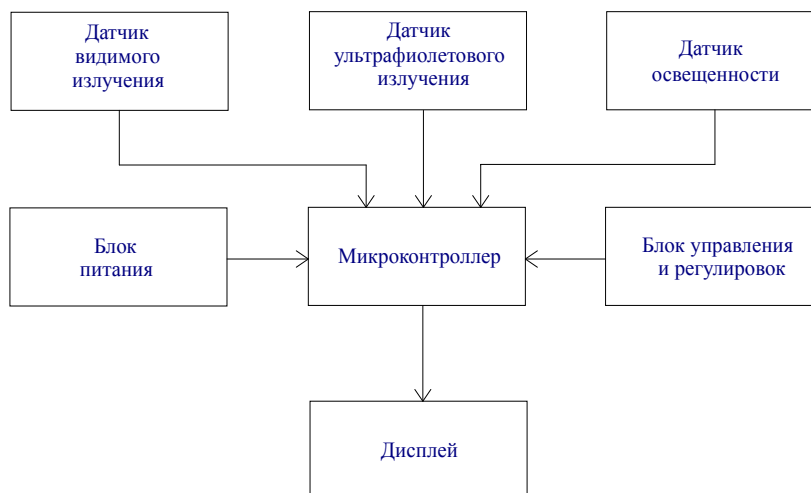 Датчик
видимого
излучения
Датчик
ультрафиолетового
излучения
Датчик
освещенности
Блок
питания
Микроконтроллер
Блок управления
и регулировок
Дисплей